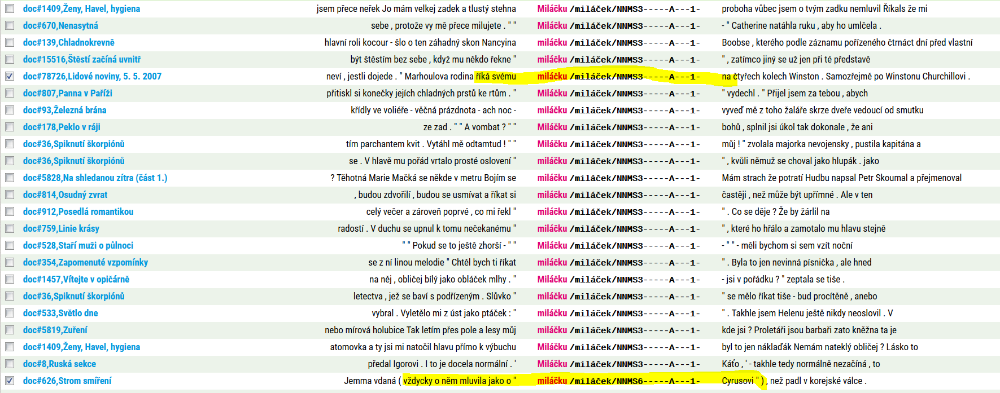 doc#1409,Ženy, Havel, hygiena jsem přece neřek Jo mám velkej zadek a tlustý stehna Miláčku /miláček/NNMS3-----A---1- proboha vůbec jsem o tvým zadku nemluvil Říkals že mi
doc#670,Nenasytná sebe , protože vy mě přece milujete . " " Miláčku /miláček/NNMS3-----A---1- - " Catherine natáhla ruku , aby ho umlčela .
doc#139,Chladnokrevně hlavní roli kocour - šlo o ten záhadný skon Nancyina Miláčku /miláček/NNMS3-----A---1- Boobse , kterého podle záznamu pořízeného čtrnáct dní před vlastní
doc#15516,Štěstí začíná uvnitř být štěstím bez sebe , když mu někdo řekne " Miláčku /miláček/NNMS3-----A---1- " , zatímco jiný se už jen při té představě
doc#78726,Lidové noviny, 5. 5. 2007 neví , jestli dojede . " Marhoulova rodina říká svému miláčku /miláček/NNMS3-----A---1- na čtyřech kolech Winston . Samozřejmě po Winstonu Churchillovi .
doc#807,Panna v Paříži přitiskl si konečky jejích chladných prstů ke rtům . " Miláčku /miláček/NNMS3-----A---1- " vydechl . " Přijel jsem za tebou , abych
doc#93,Železná brána křídly ve voliéře - věčná prázdnota - ach noc - Miláčku /miláček/NNMS3-----A---1- vyveď mě z toho žaláře skrze dveře vedoucí od smutku
doc#178,Peklo v ráji ze zad . " " A vombat ? " " Miláčku /miláček/NNMS3-----A---1- bohů , splnil jsi úkol tak dokonale , že ani
doc#36,Spiknutí škorpiónů tím parchantem kvit . Vytáhl mě odtamtud ! " " Miláčku /miláček/NNMS3-----A---1- můj ! " zvolala majorka nevojensky , pustila kapitána a
doc#36,Spiknutí škorpiónů se . V hlavě mu pořád vrtalo prosté oslovení " Miláčku /miláček/NNMS3-----A---1- " , kvůli němuž se choval jako hlupák . jako
doc#5828,Na shledanou zítra (část 1.) ? Těhotná Marie Mačká se někde v metru Bojím se miláčku /miláček/NNMS3-----A---1- Mám strach že potratí Hudbu napsal Petr Skoumal a přejmenoval
doc#814,Osudný zvrat , budou zdvořilí , budou se usmívat a říkat si miláčku /miláček/NNMS3-----A---1- častěji , než může být upřímné . Ale v ten
doc#912,Posedlá romantikou celý večer a zároveň poprvé , co mi řekl " miláčku /miláček/NNMS3-----A---1- " . Co se děje ? Že by žárlil na
doc#759,Linie krásy radostí . V duchu se upnul k tomu nečekanému " miláčku /miláček/NNMS3-----A---1- " , které ho hřálo a zamotalo mu hlavu stejně
doc#528,Staří muži o půlnoci " " Pokud se to ještě zhorší - " " miláčku /miláček/NNMS3-----A---1- - " " - měli bychom si sem vzít noční
doc#354,Zapomenuté vzpomínky se z ní linou melodie " Chtěl bych ti říkat miláčku /miláček/NNMS3-----A---1- " . Byla to jen nevinná písnička , ale hned
doc#1457,Vítejte v opičárně na něj , obličej bílý jako obláček mlhy . " Miláčku /miláček/NNMS3-----A---1- - jsi v pořádku ? " zeptala se tiše .
doc#36,Spiknutí škorpiónů letectva , jež se baví s podřízeným . Slůvko " miláčku /miláček/NNMS3-----A---1- " se mělo říkat tiše - bud procítěně , anebo
doc#533,Světlo dne vybral . Vyletělo mi z úst jako ptáček : " miláčku /miláček/NNMS3-----A---1- " . Takhle jsem Helenu ještě nikdy neoslovil . V
doc#5819,Zuření nebo mírová holubice Tak letím přes pole a lesy můj miláčku /miláček/NNMS3-----A---1- kde jsi ? Proletáři jsou barbaři zato kněžna ta je
doc#1409,Ženy, Havel, hygiena atomovka a ty jsi mi natočil hlavu přímo k výbuchu Miláčku /miláček/NNMS3-----A---1- byl to jen náklaďák Nemám nateklý obličej ? Lásko to
doc#8,Ruská sekce předal Igorovi . I to je docela normální . ' Miláčku /miláček/NNMS3-----A---1- Káťo , ' - takhle tedy normálně nezačíná , to
doc#626,Strom smíření Jemma vdaná ( vždycky o něm mluvila jako o " miláčku /miláček/NNMS6-----A---1- Cyrusovi " ) , než padl v korejské válce .